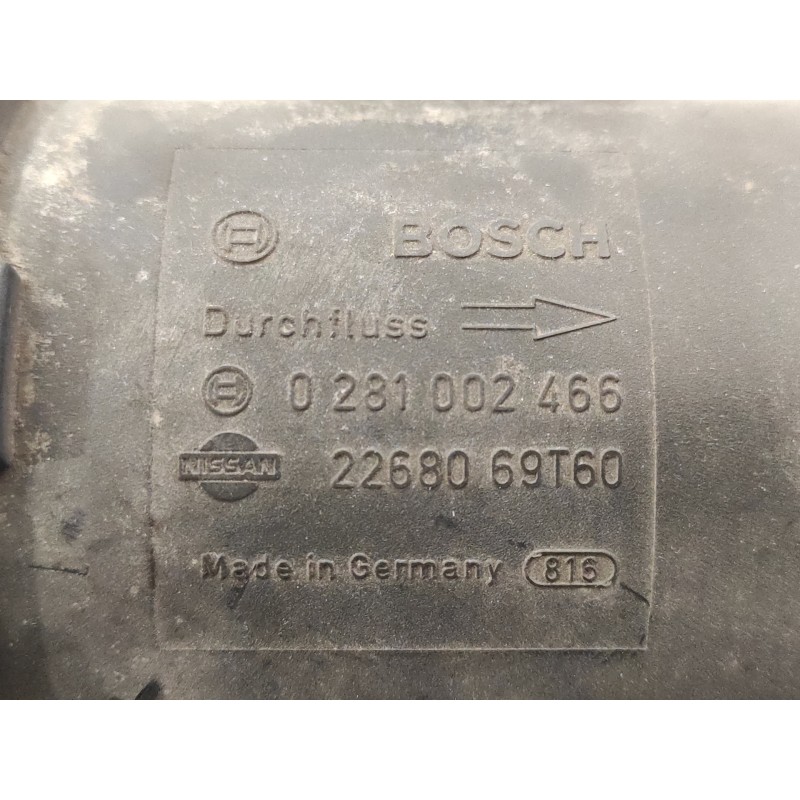 BOSCH
Durchfluss
0 281 002 466
NISSAN 22680 69T60
Made in Germany 816